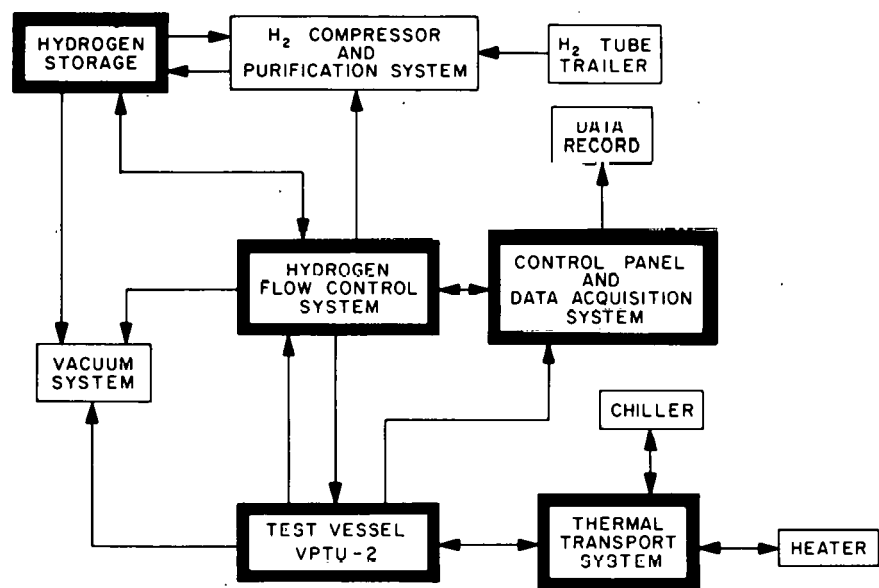 HYDROGEN
STORAGE
H₂ COMPRESSOR
AND
PURIFICATION SYSTEM
H₂ TUBE
TRAILER
DATA
RECORD
HYDROGEN
FLOW CONTROL
SYSTEM
CONTROL PANEL
AND
DATA ACQUISITION
SYSTEM
VACUUM
SYSTEM
CHILLER
TEST VESSEL
VPTU-2
THERMAL
TRANSPORT
SYSTEM
HEATER